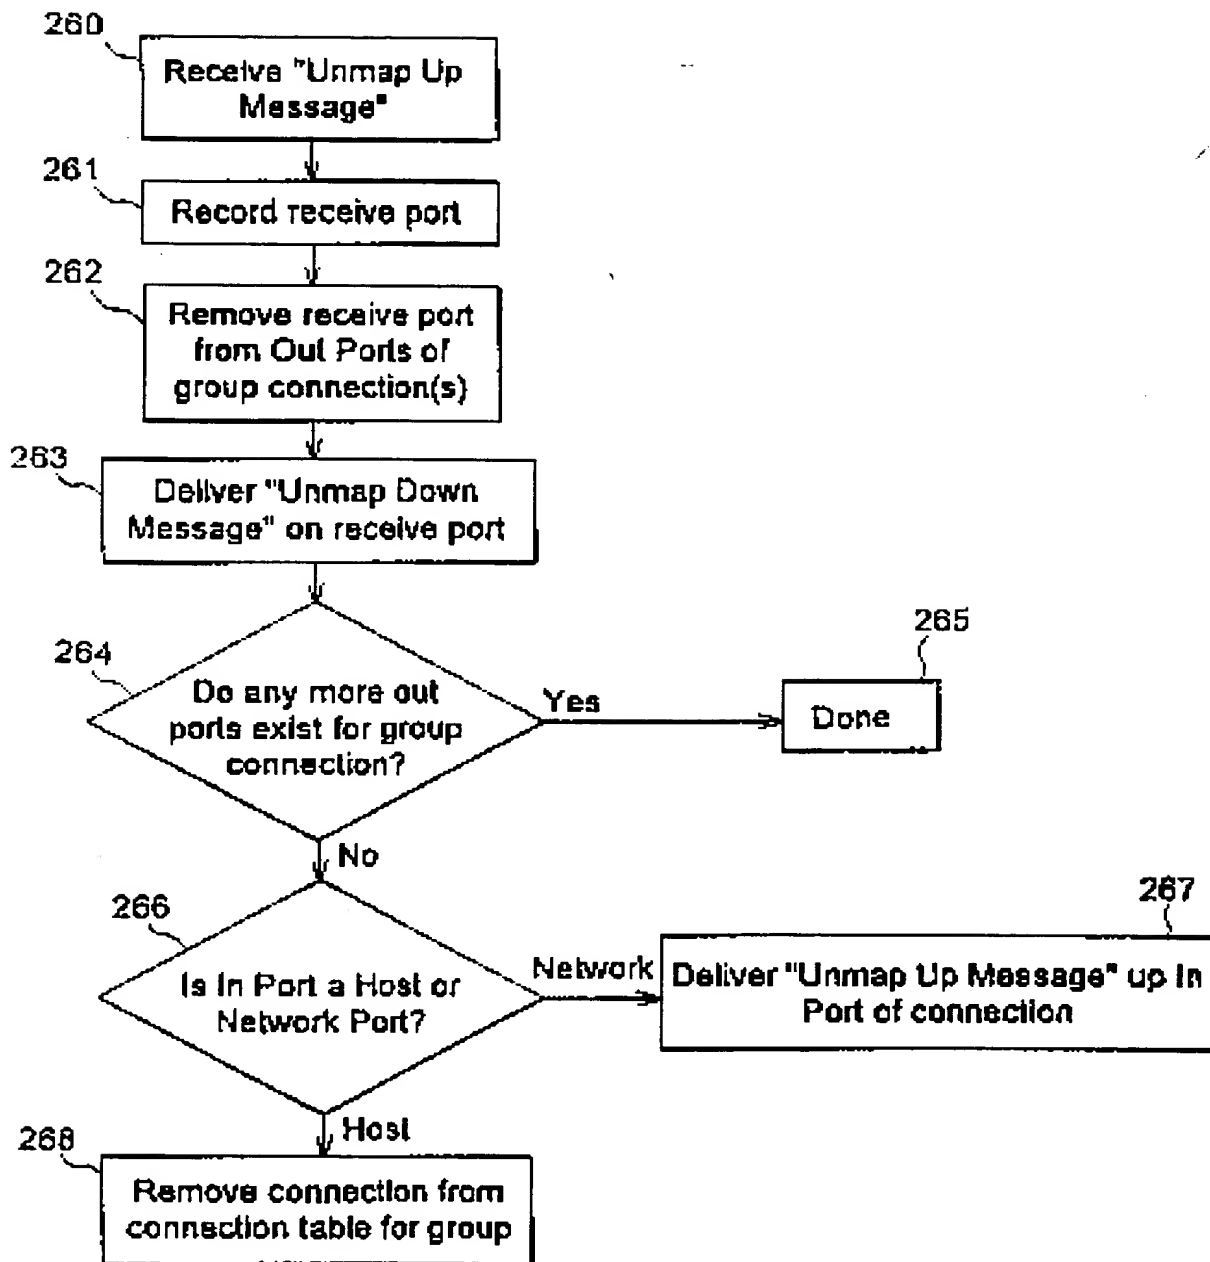 260
Receive "Unmap Up
Message"
261
Record receive port
262
Remove receive port
from Out Ports of
group connection(s)
263
Deliver "Unmap Down
Message" on receive port
264
Do any more out
ports exist for group
connection?
Yes
265
Done
No
266
Is In Port a Host or
Network Port?
Network
267
Deliver "Unmap Up Message" up In
Port of connection
Host
268
Remove connection from
connection table for group